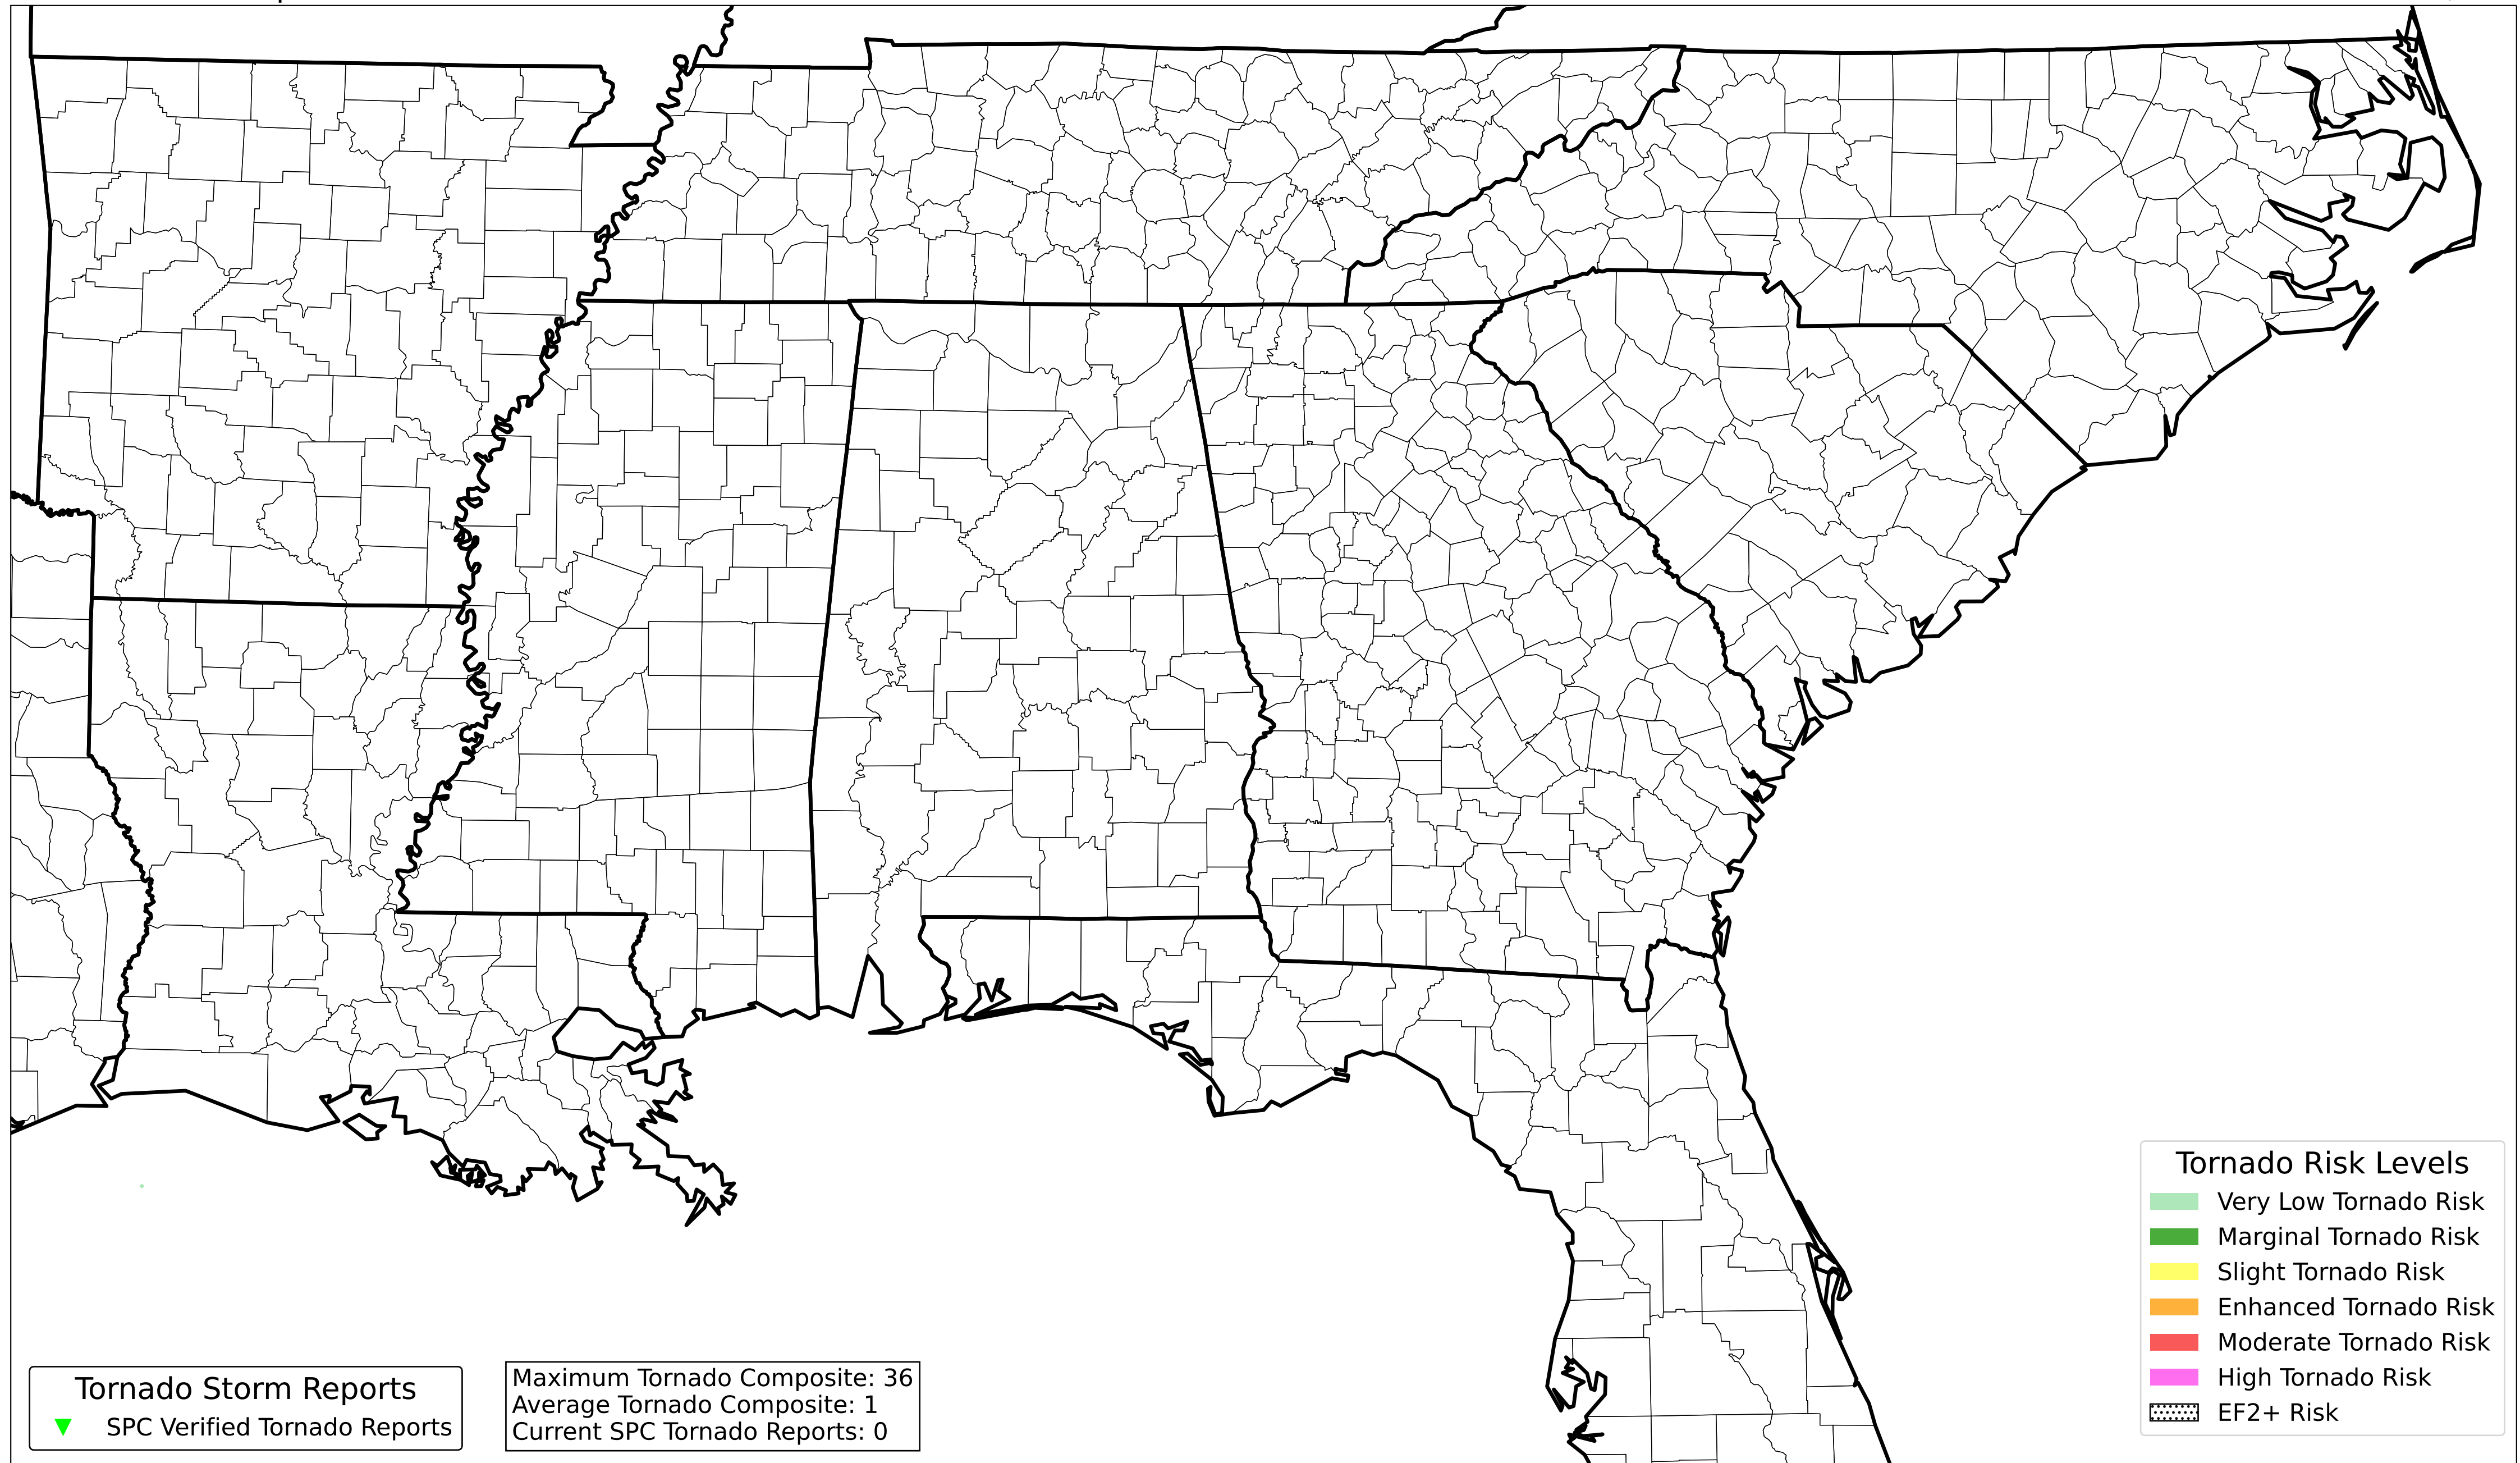 Tornado Storm Reports
SPC Verified Tornado Reports
Maximum Tornado Composite: 36
Average Tornado Composite: 1
Current SPC Tornado Reports: 0
Tornado Risk Levels
Very Low Tornado Risk
Marginal Tornado Risk
Slight Tornado Risk
Enhanced Tornado Risk
Moderate Tornado Risk
High Tornado Risk
EF2+ Risk